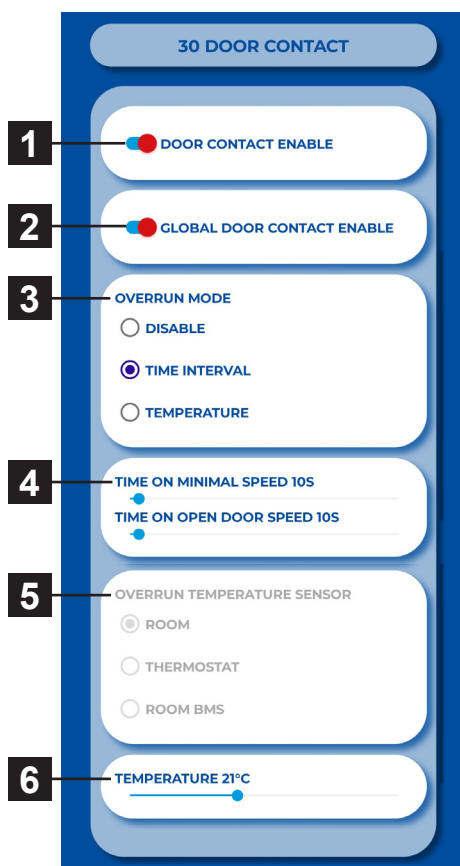 30 DOOR CONTACT
1
DOOR CONTACT ENABLE
2
GLOBAL DOOR CONTACT ENABLE
3
OVERRUN MODE
DISABLE
TIME INTERVAL
TEMPERATURE
4
TIME ON MINIMAL SPEED 10S
TIME ON OPEN DOOR SPEED 10S
5
OVERRUN TEMPERATURE SENSOR
ROOM
THERMOSTAT
ROOM BMS
6
TEMPERATURE 21°C